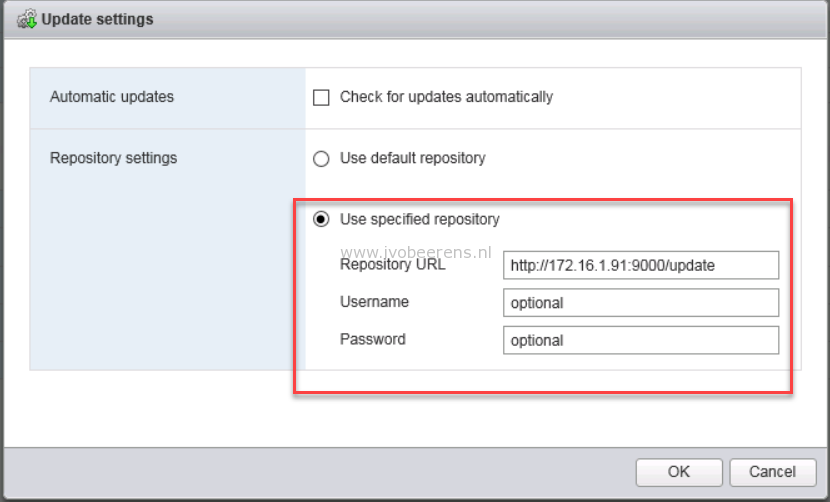 Update settings
Automatic updates
Check for updates automatically
Repository settings
Use default repository
Use specified repository
www.ivobeerens.nl
Repository URL
http://172.16.1.91:9000/update
Username
optional
Password
optional
OK
Cancel